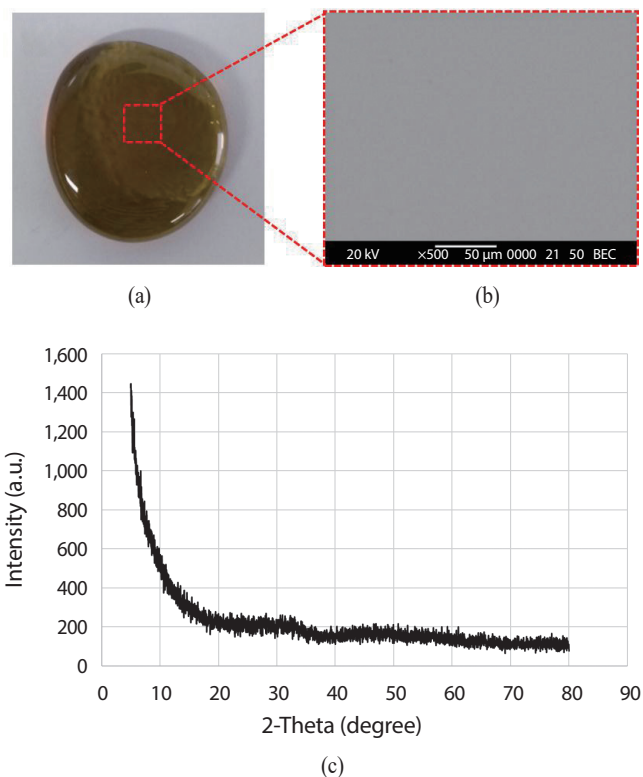 20 kV ×500 50 μm 0000 21 50 BEC
(a)
(b)
1,600
1,400
1,200
1,000
800
600
400
200
0
Intensity (a.u.)
0 10 20 30 40 50 60 70 80 90
2-Theta (degree)
(c)